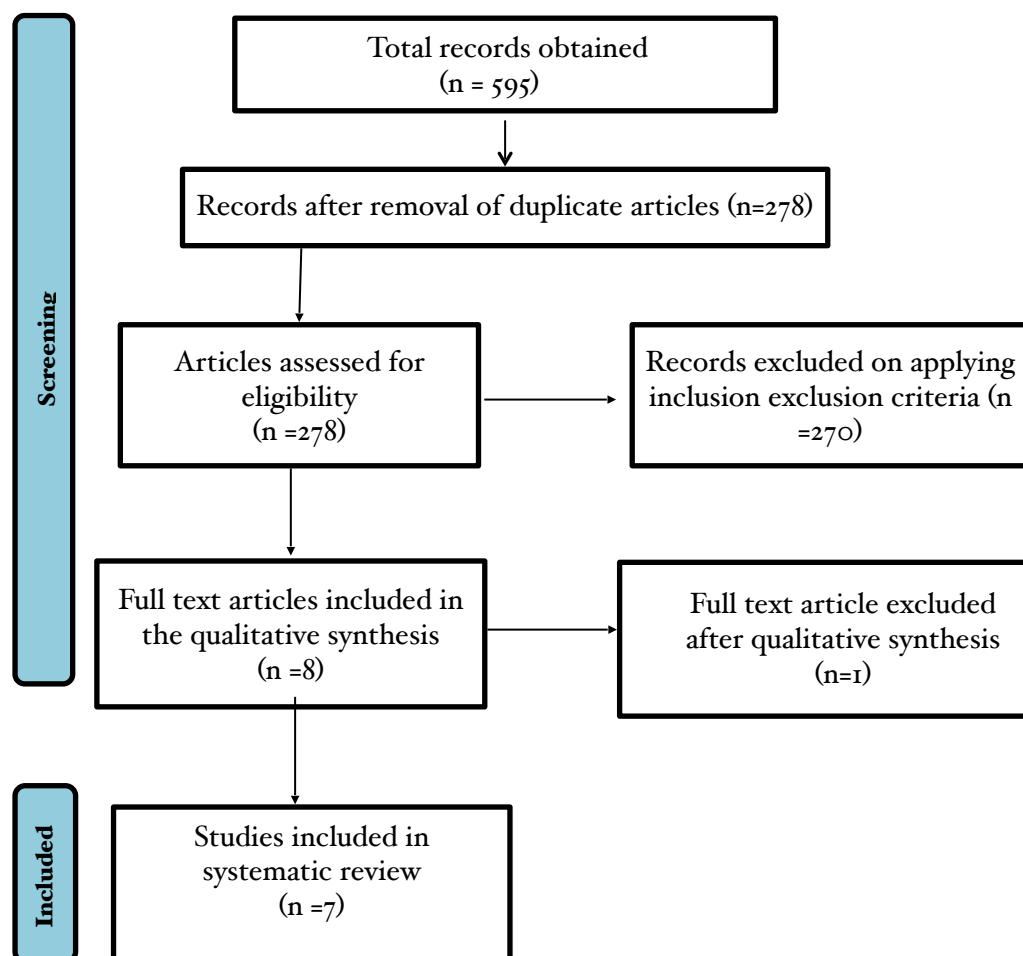 Screening
Total records obtained
(n = 595)
Records after removal of duplicate articles (n=278)
Articles assessed for
eligibility
(n =278)
Records excluded on applying
inclusion exclusion criteria (n
=270)
Full text articles included in
the qualitative synthesis
(n =8)
Full text article excluded
after qualitative synthesis
(n=1)
Included
Studies included in
systematic review
(n =7)